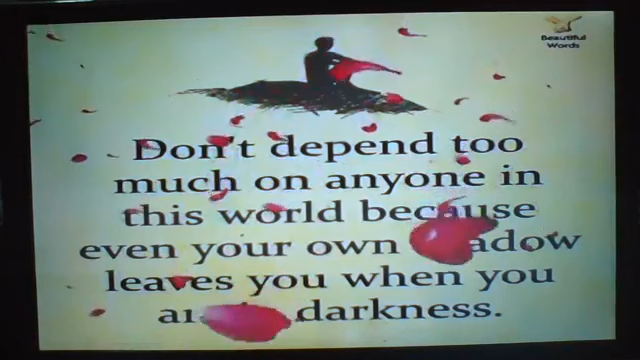 Beautiful
Words
Don't depend too
much on anyone in
this world because
even your own adow
leaves you when you
darkness.